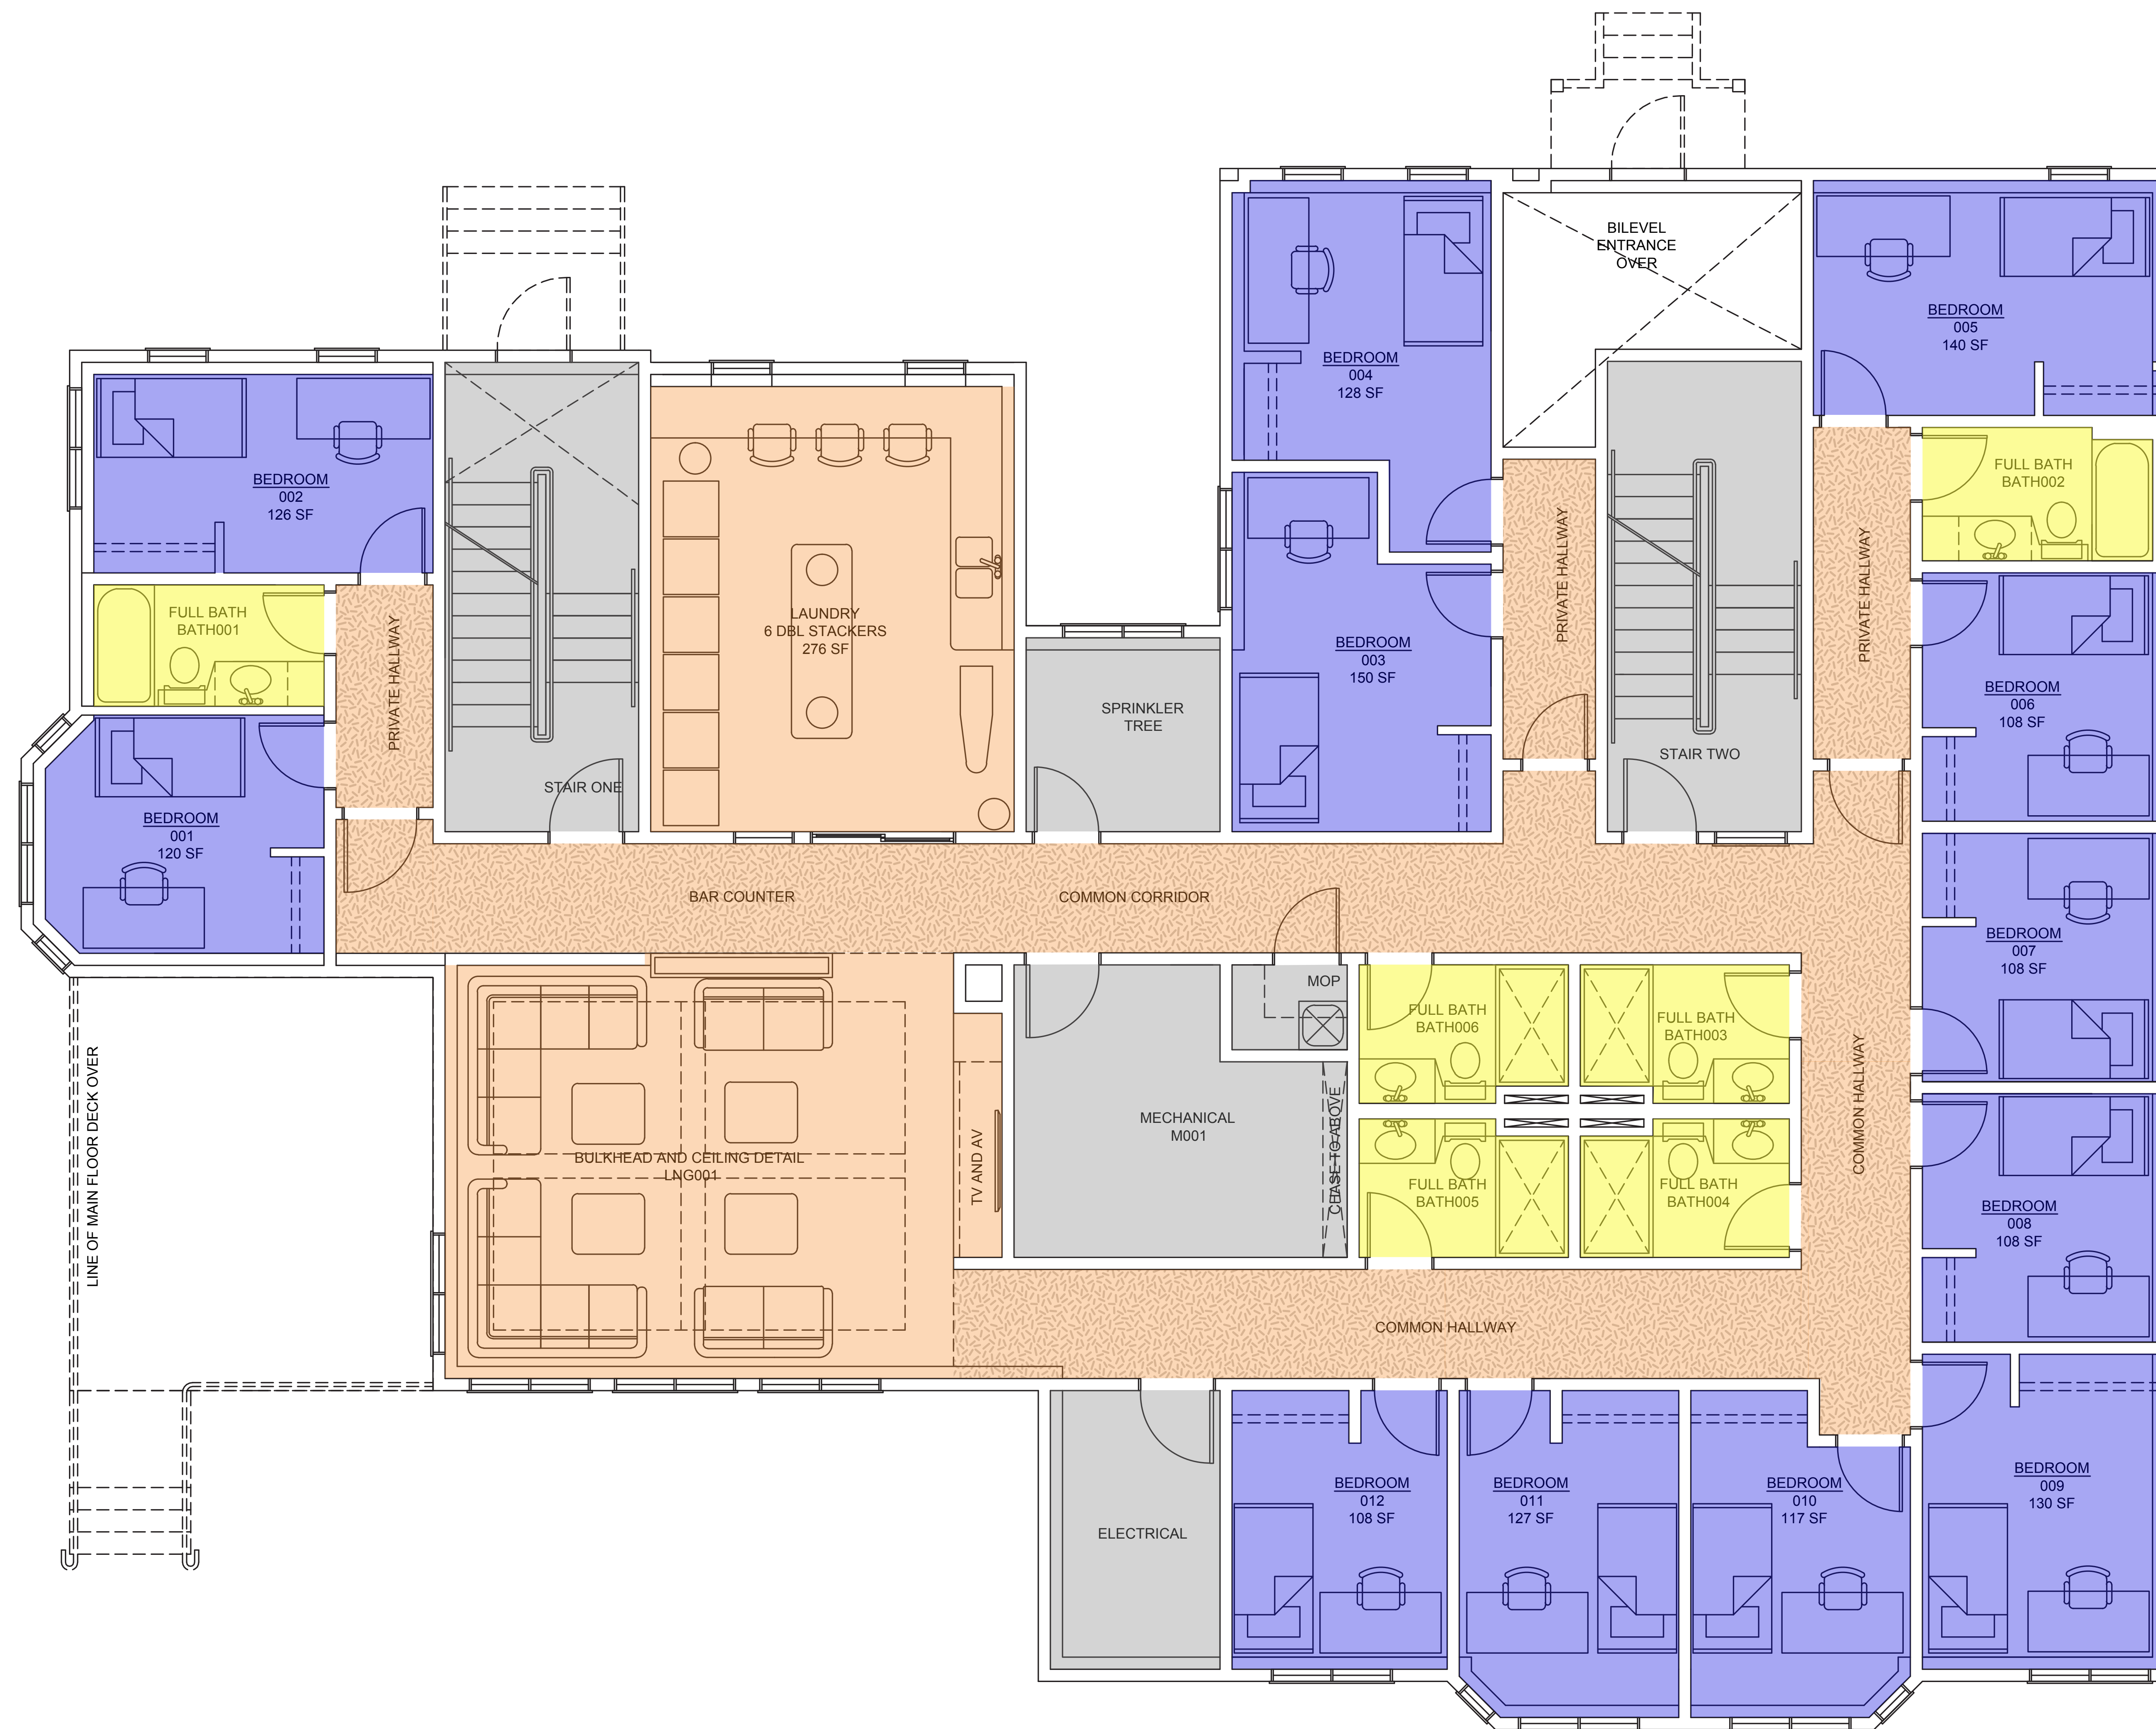 BILEVEL
ENTRANCE
OVER
BEDROOM
005
140 SF
BEDROOM
004
128 SF
BEDROOM
002
126 SF
FULL BATH
BATH002
PRIVATE HALLWAY
PRIVATE HALLWAY
FULL BATH
BATH001
PRIVATE HALLWAY
LAUNDRY
6 DBL STACKERS
276 SF
BEDROOM
003
150 SF
BEDROOM
006
108 SF
SPRINKLER
TREE
STAIR TWO
STAIR ONE
BEDROOM
001
120 SF
BAR COUNTER
COMMON CORRIDOR
BEDROOM
007
108 SF
MOP
FULL BATH
BATH006
FULL BATH
BATH003
LINE OF MAIN FLOOR DECK OVER
COMMON HALLWAY
MECHANICAL
M001
CHASE TO ABOVE
BULKHEAD AND CEILING DETAIL
LNG001
TV AND AV
FULL BATH
BATH005
FULL BATH
BATH004
BEDROOM
008
108 SF
COMMON HALLWAY
BEDROOM
012
108 SF
BEDROOM
011
127 SF
BEDROOM
010
117 SF
BEDROOM
009
130 SF
ELECTRICAL